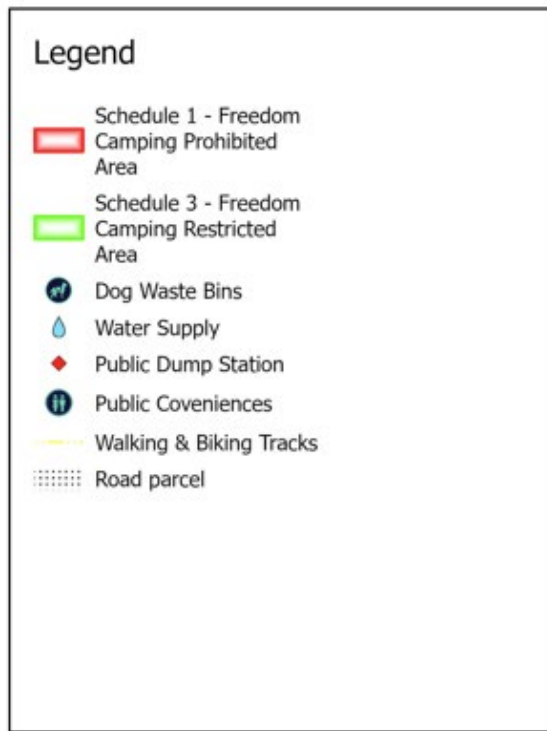 Legend
Schedule 1 - Freedom
Camping Prohibited
Area
Schedule 3 - Freedom
Camping Restricted
Area
Dog Waste Bins
Water Supply
Public Dump Station
Public Coveniences
Walking & Biking Tracks
Road parcel